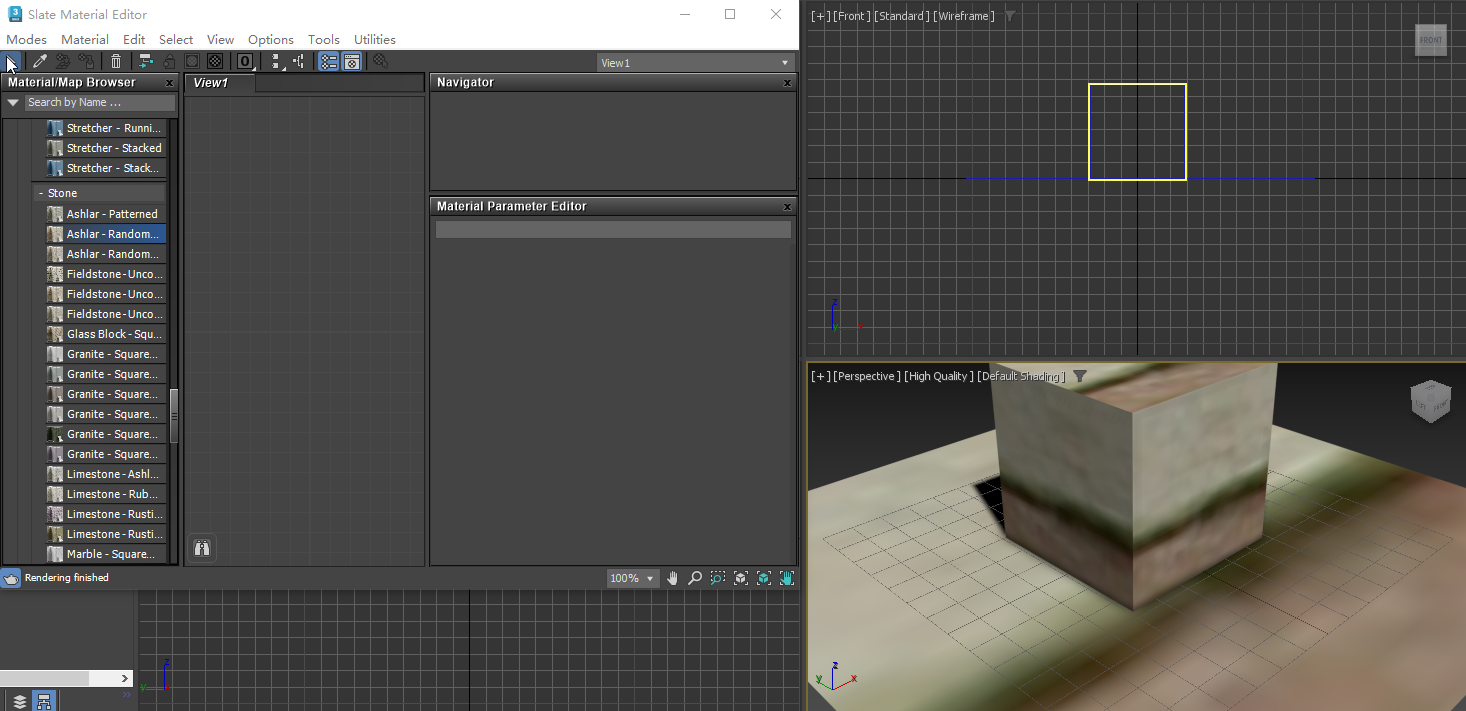 Slate Material Editor
Modes Material Edit Select View Options Tools Utilities
0
View1
Material/Map Browser x
Search by Name ...
Stretcher - Runni...
Stretcher - Stacked
Stretcher - Stack...
- Stone
Ashlar - Patterned
Ashlar - Random...
Ashlar - Random...
Fieldstone - Unco...
Fieldstone - Unco...
Fieldstone - Unco...
Glass Block - Squ...
Granite - Square...
Granite - Square...
Granite - Square...
Granite - Square...
Granite - Square...
Granite - Square...
Limestone - Ashl...
Limestone - Rub...
Limestone - Rusti...
Limestone - Rusti...
Marble - Square...
View1
Navigator x
Material Parameter Editor x
Rendering finished
100%
z
y
[+] [Front ] [Standard ] [Wireframe ]
FRONT
z
y x
[+] [Perspective ] [High Quality ] [Default Shading ]
FRONT
z
y x